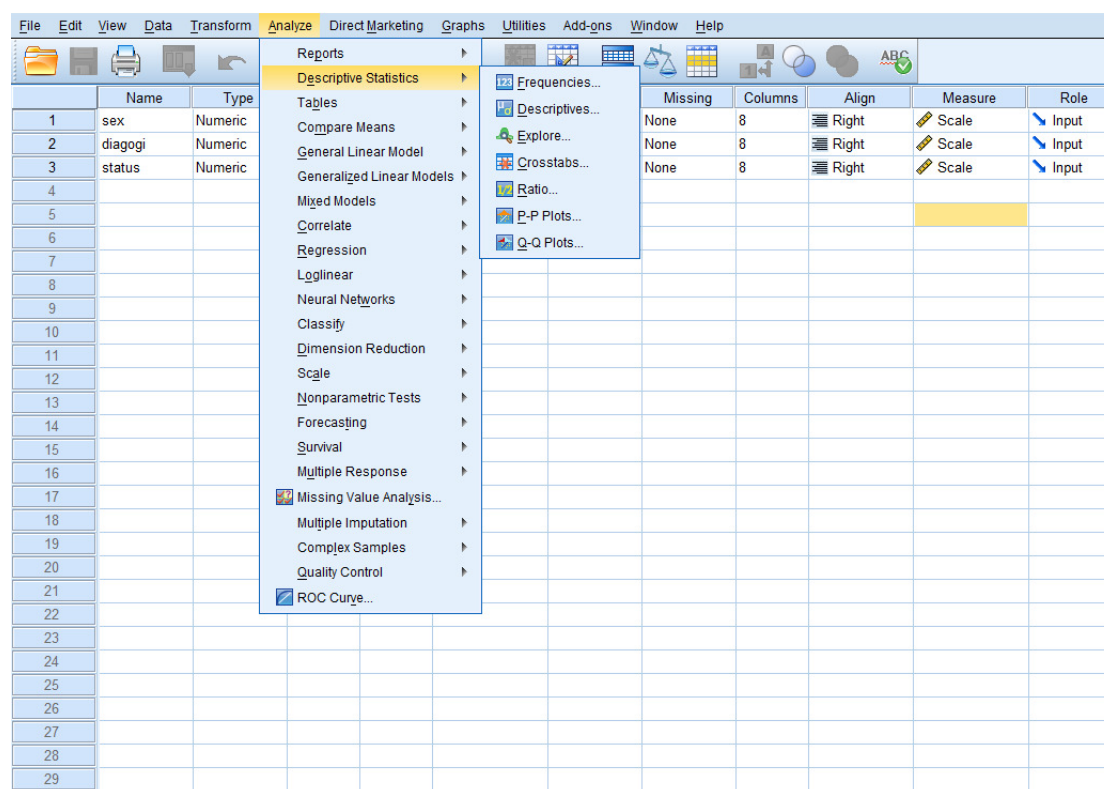 File Edit View Data Transform Analyze Direct Marketing Graphs Utilities Add-ons Window Help
ABC
Name Type Missing Columns Align Measure Role
1 sex Numeric None 8 Right Scale Input
2 diagogi Numeric None 8 Right Scale Input
3 status Numeric None 8 Right Scale Input
4
5
6
7
8
9
10
11
12
13
14
15
16
17
18
19
20
21
22
23
24
25
26
27
28
29
Reports
Descriptive Statistics
Tables
Compare Means
General Linear Model
Generalized Linear Models
Mixed Models
Correlate
Regression
Loglinear
Neural Networks
Classify
Dimension Reduction
Scale
Nonparametric Tests
Forecasting
Survival
Multiple Response
Missing Value Analysis...
Multiple Imputation
Complex Samples
Quality Control
ROC Curve...
123 Frequencies...
Descriptives...
Explore...
Crosstabs...
1/2 Ratio...
P-P Plots...
Q-Q Plots...